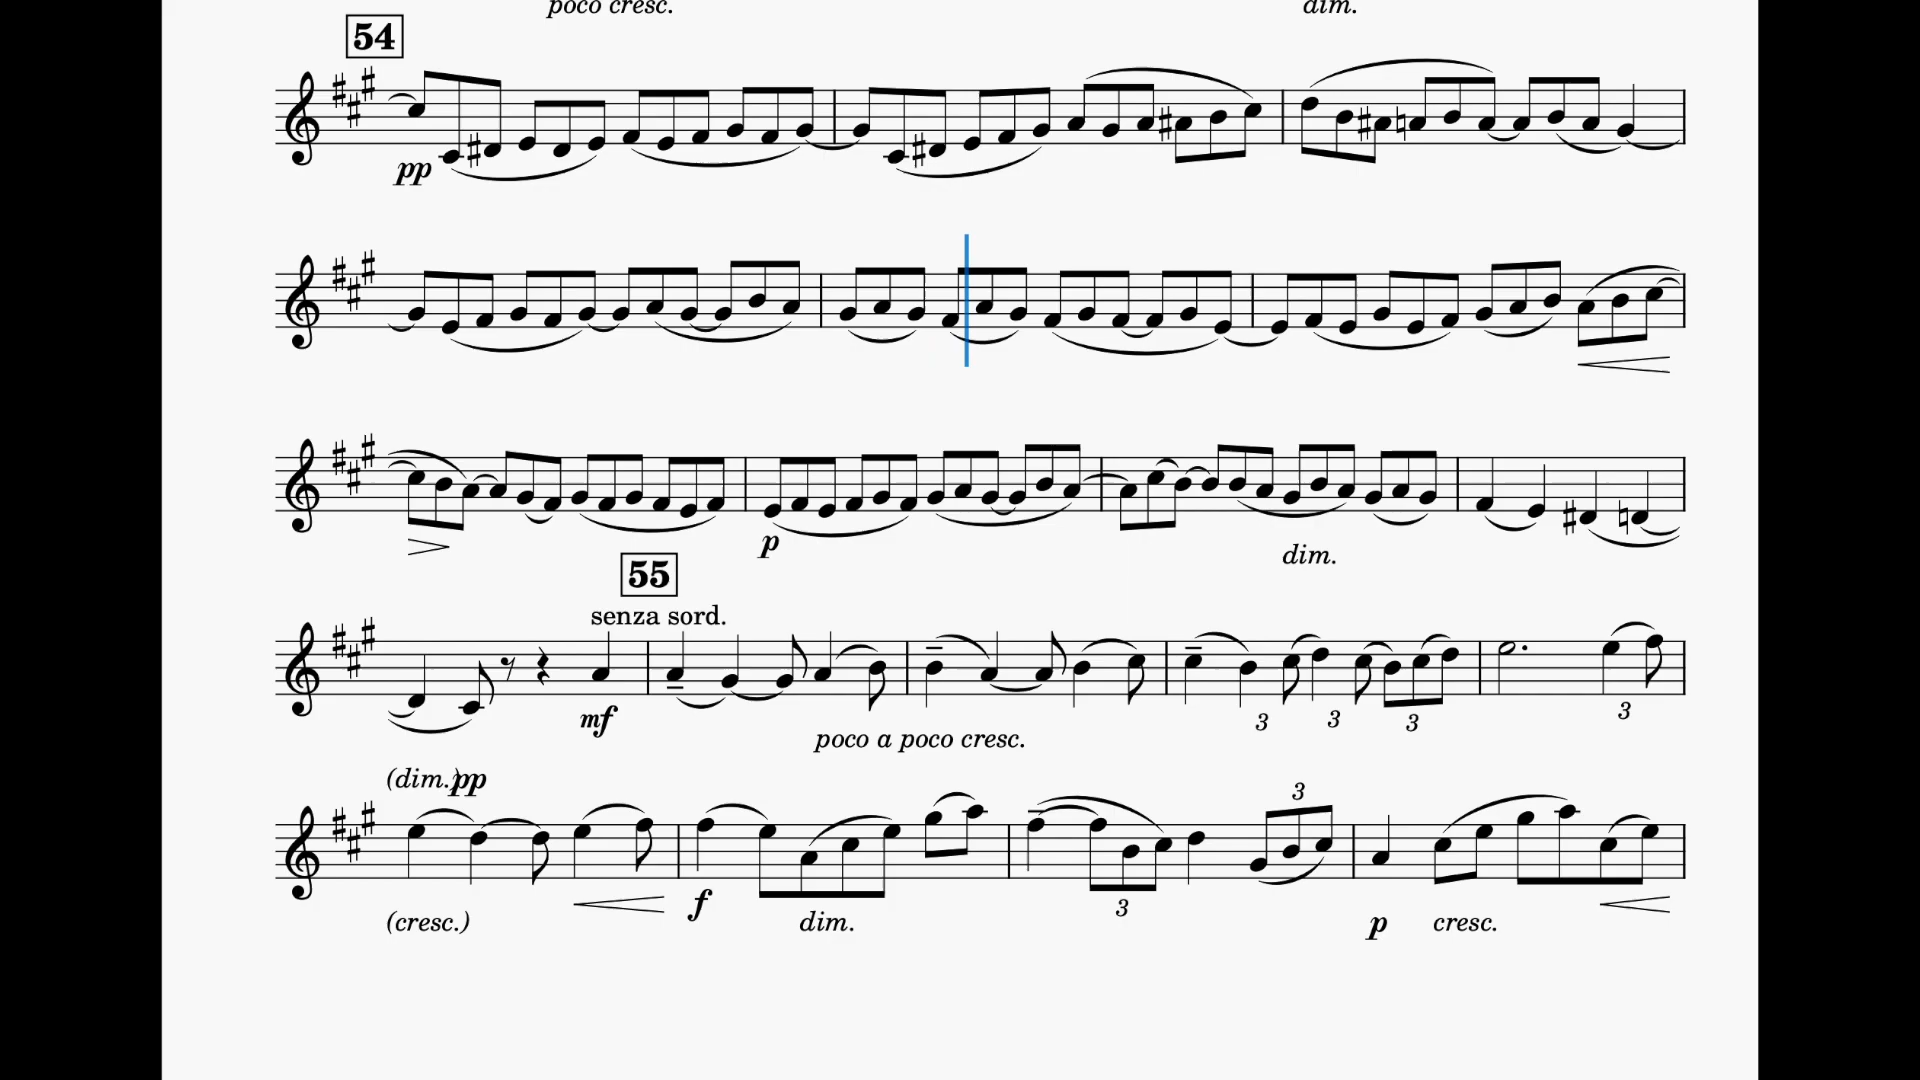 poco cresc. dim.
54
pp
p
dim.
55
senza sord.
mf
3 3 3 3
poco a poco cresc.
(dim.) pp
3
f
3
(cresc.) dim. p cresc.